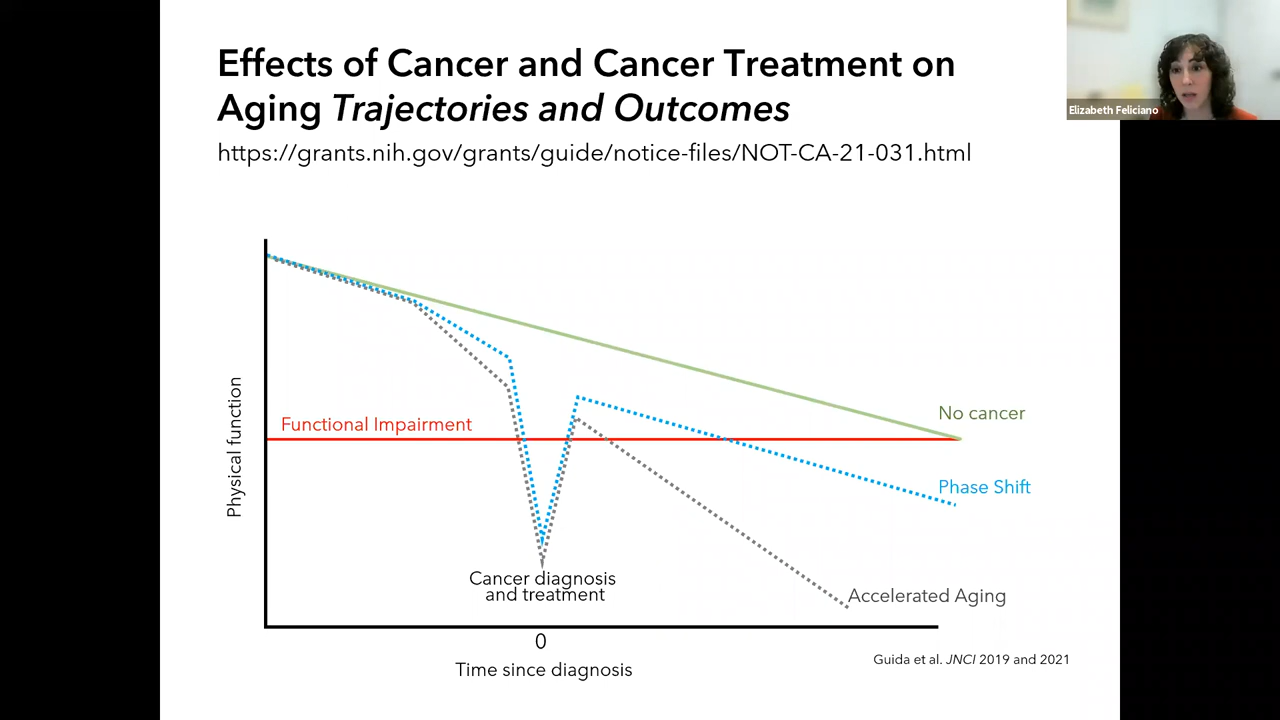 Effects of Cancer and Cancer Treatment on
Aging Trajectories and Outcomes
https://grants.nih.gov/grants/guide/notice-files/NOT-CA-21-031.html
Elizabeth Feliciano
Physical function
Functional Impairment
No cancer
Phase Shift
Accelerated Aging
Cancer diagnosis
and treatment
0
Time since diagnosis
Guida et al. JNCI 2019 and 2021